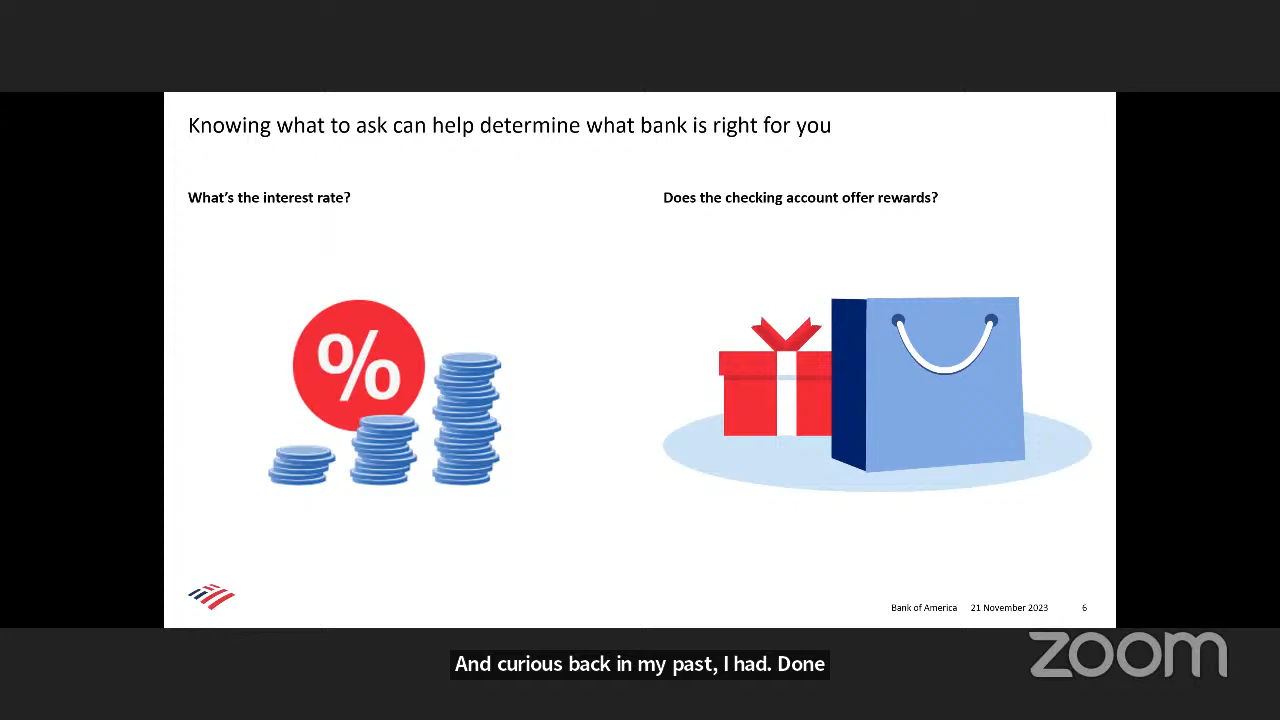 Knowing what to ask can help determine what bank is right for you
What's the interest rate?
Does the checking account offer rewards?
%
Bank of America 21 November 2023 6
And curious back in my past, I had. Done
zoom